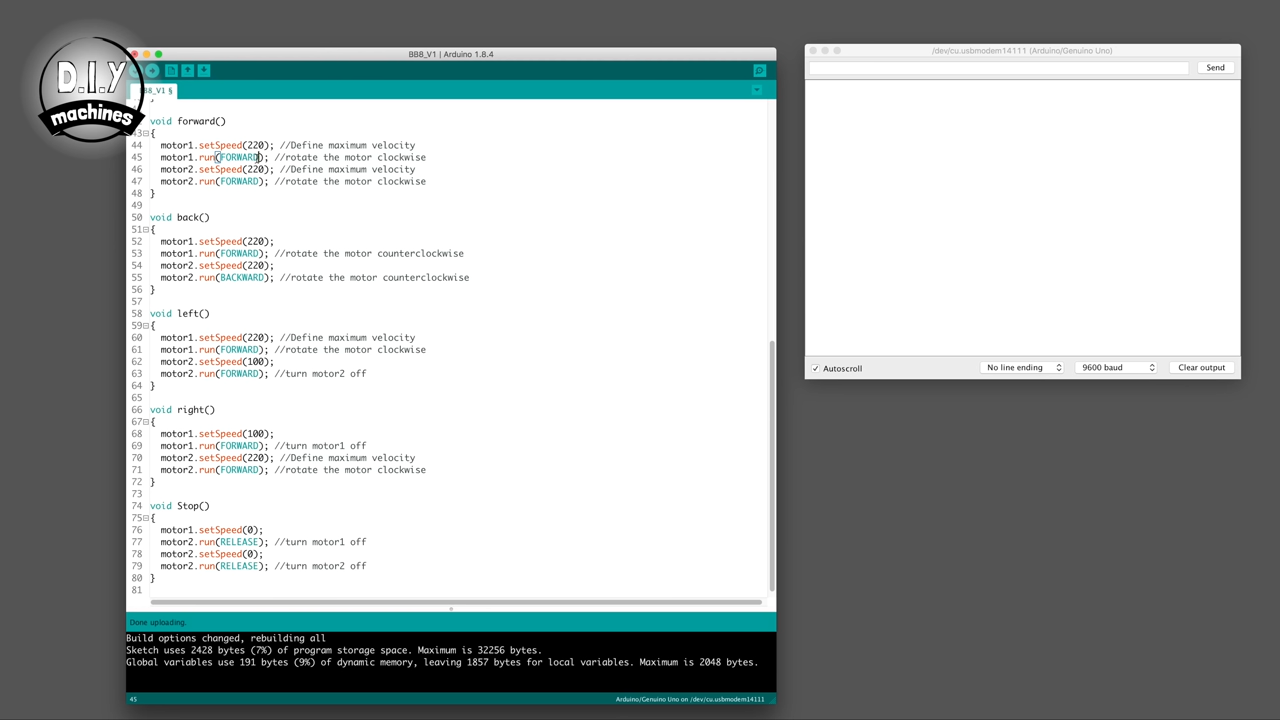 D.I.Y
machines
BB8_V1 | Arduino 1.8.4
BB8_V1 §
void forward()
43 {
44 motor1.setSpeed(220); //Define maximum velocity
45 motor1.run(FORWARD); //rotate the motor clockwise
46 motor2.setSpeed(220); //Define maximum velocity
47 motor2.run(FORWARD); //rotate the motor clockwise
48 }
49
50 void back()
51 {
52 motor1.setSpeed(220);
53 motor1.run(FORWARD); //rotate the motor counterclockwise
54 motor2.setSpeed(220);
55 motor2.run(BACKWARD); //rotate the motor counterclockwise
56 }
57
58 void left()
59 {
60 motor1.setSpeed(220); //Define maximum velocity
61 motor1.run(FORWARD); //rotate the motor clockwise
62 motor2.setSpeed(100);
63 motor2.run(FORWARD); //turn motor2 off
64 }
65
66 void right()
67 {
68 motor1.setSpeed(100);
69 motor1.run(FORWARD); //turn motor1 off
70 motor2.setSpeed(220); //Define maximum velocity
71 motor2.run(FORWARD); //rotate the motor clockwise
72 }
73
74 void Stop()
75 {
76 motor1.setSpeed(0);
77 motor2.run(RELEASE); //turn motor1 off
78 motor2.setSpeed(0);
79 motor2.run(RELEASE); //turn motor2 off
80 }
81
Done uploading.
Build options changed, rebuilding all
Sketch uses 2428 bytes (7%) of program storage space. Maximum is 32256 bytes.
Global variables use 191 bytes (9%) of dynamic memory, leaving 1857 bytes for local variables. Maximum is 2048 bytes.
45 Arduino/Genuino Uno on /dev/cu.usbmodem14111
/dev/cu.usbmodem14111 (Arduino/Genuino Uno)
Send
Autoscroll No line ending 9600 baud Clear output